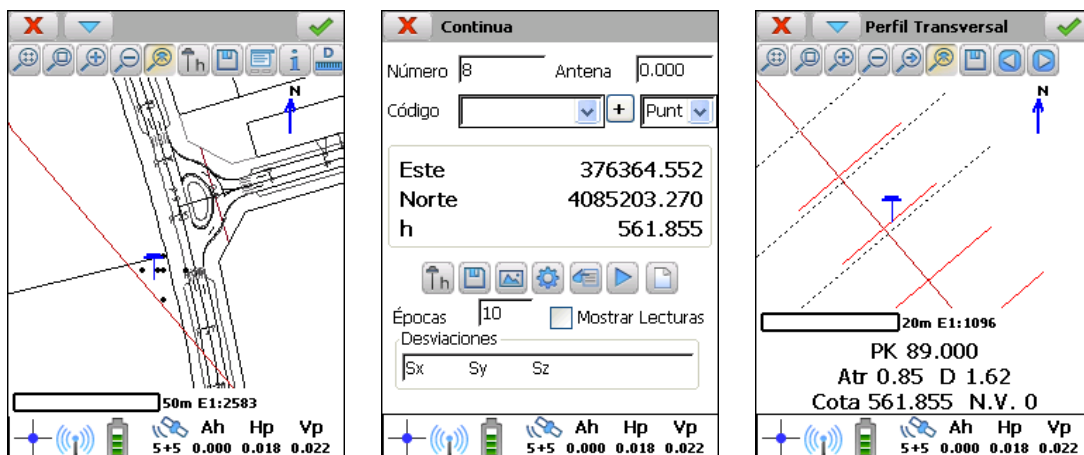 h
D
N
50m E1:2583
Ah Hp Vp
5+5 0.000 0.018 0.022
Continua
Número 8 Antena 0.000
Código + Punt
Este 376364.552
Norte 4085203.270
h 561.855
h
Épocas 10 Mostrar Lecturas
Desviaciones
Sx Sy Sz
Ah Hp Vp
5+5 0.000 0.018 0.022
Perfil Transversal
N
20m E1:1096
PK 89.000
Atr 0.85 D 1.62
Cota 561.855 N.V. 0
Ah Hp Vp
5+5 0.000 0.018 0.022